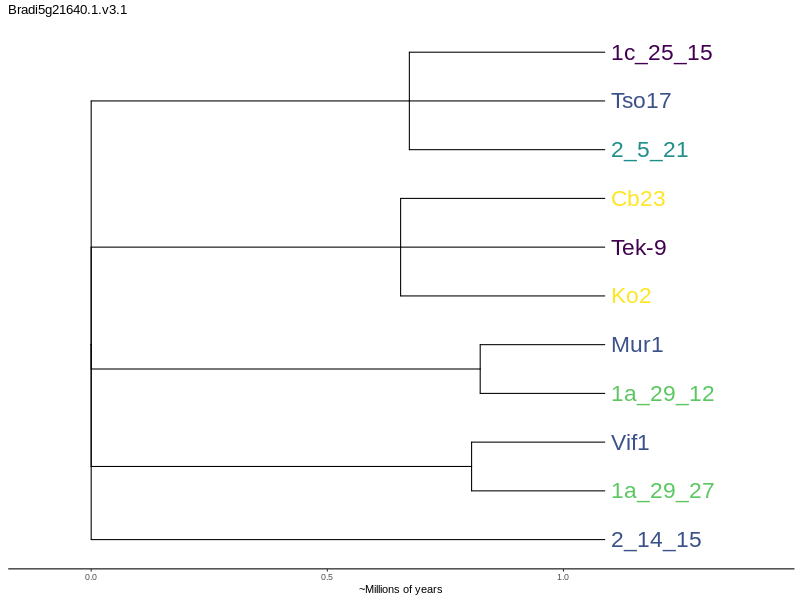 Bradi5g21640.1.v3.1
1c_25_15
Tso17
2_5_21
Cb23
Tek-9
Ko2
Mur1
1a_29_12
Vif1
1a_29_27
2_14_15
0.0 0.5 1.0
~Millions of years